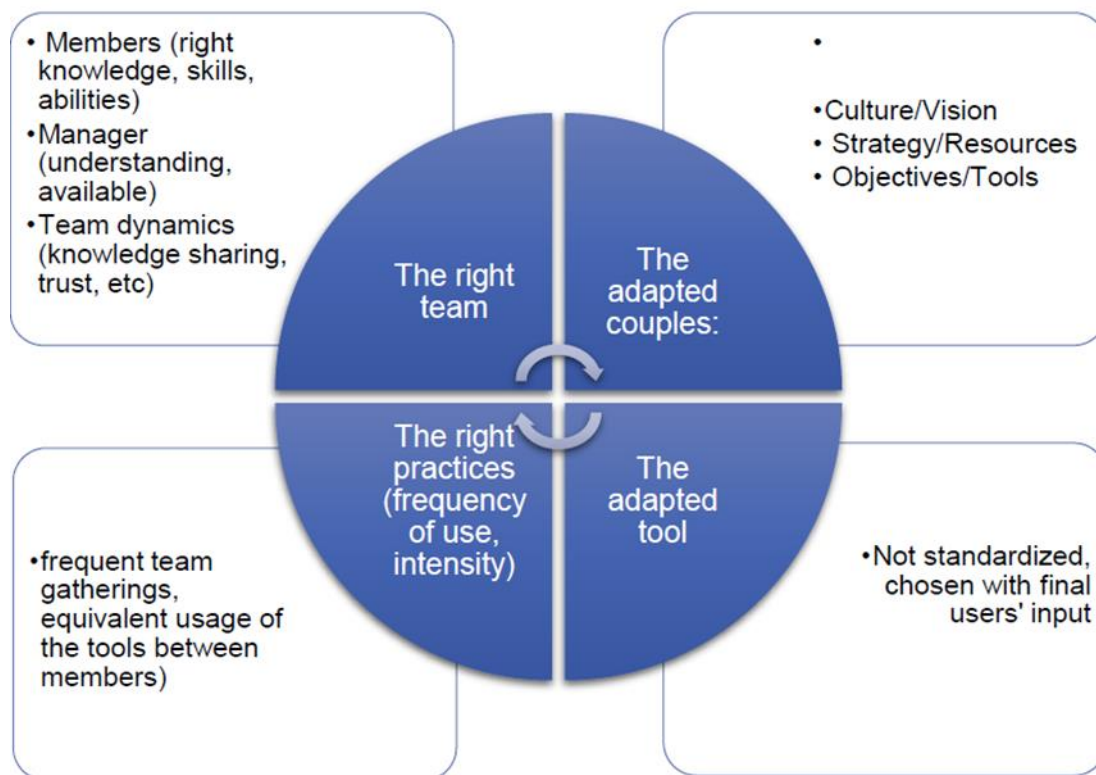 • Members (right
knowledge, skills,
abilities)
•Manager
(understanding,
available)
•Team dynamics
(knowledge sharing,
trust, etc)
•
•Culture/Vision
• Strategy/Resources
• Objectives/Tools
The right
team
The
adapted
couples:
The right
practices
(frequency
of use,
intensity)
The
adapted
tool
•frequent team
gatherings,
equivalent usage of
the tools between
members)
•Not standardized,
chosen with final
users' input